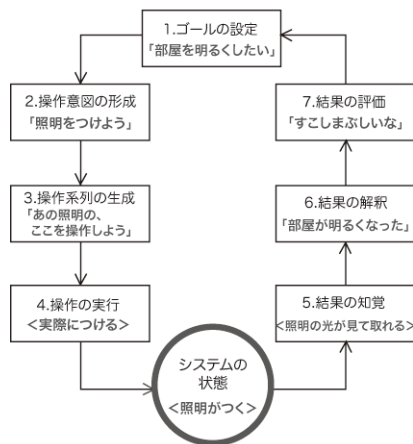 1.ゴールの設定
「部屋を明るくしたい」
2.操作意図の形成
「照明をつけよう」
3.操作系列の生成
「あの照明の、
ここを操作しよう」
4.操作の実行
<実際につける>
システムの
状態
<照明がつく>
5.結果の知覚
<照明の光が見て取れる>
6.結果の解釈
「部屋が明るくなった」
7.結果の評価
「すこしまぶしいな」